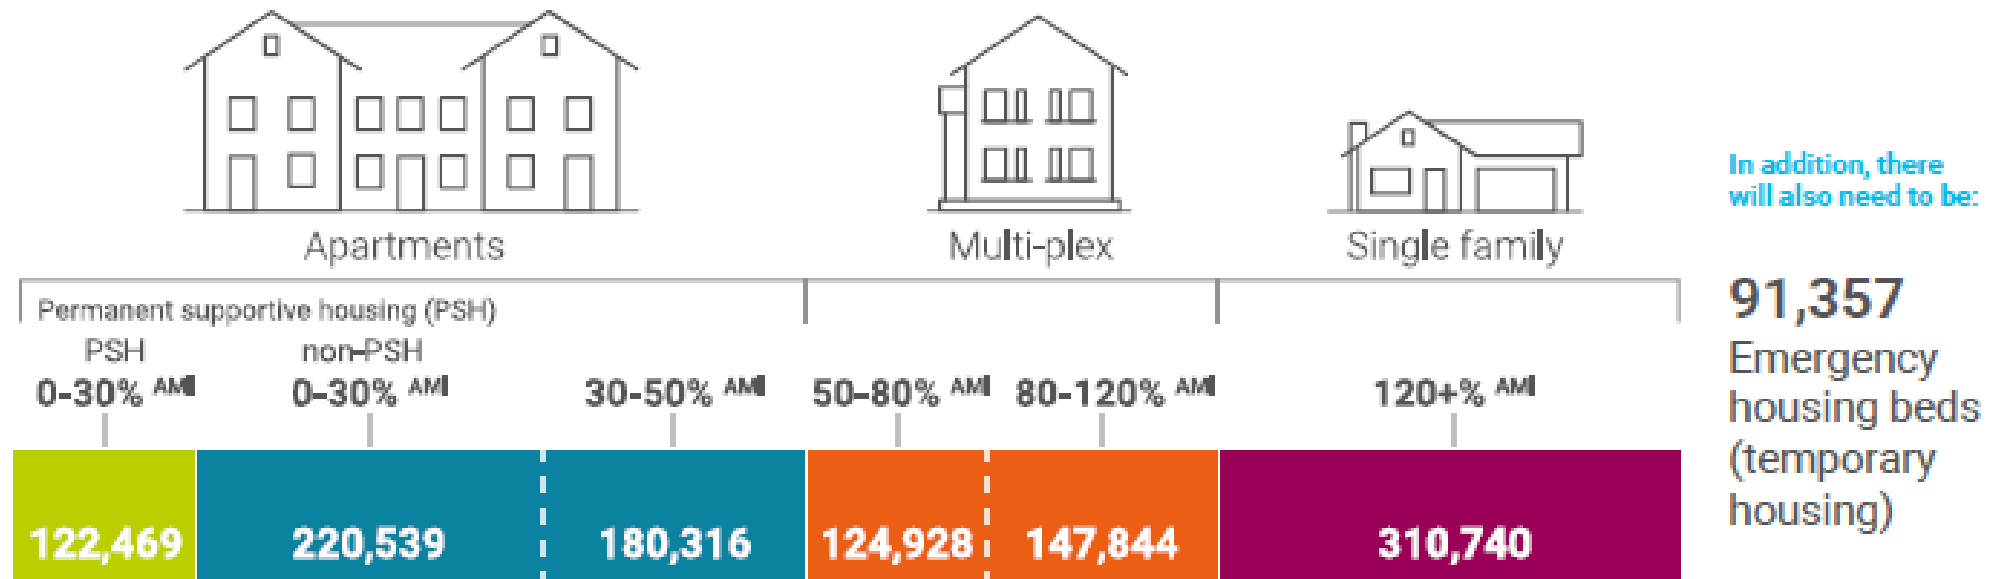 Apartments
Multi-plex
Single family
Permanent supportive housing (PSH)
PSH
0-30% AMI
non-PSH
0-30% AMI
30-50% AMI
50-80% AMI
80-120% AMI
120+% AMI
122,469
220,539
180,316
124,928
147,844
310,740
In addition, there
will also need to be:
91,357
Emergency
housing beds
(temporary
housing)